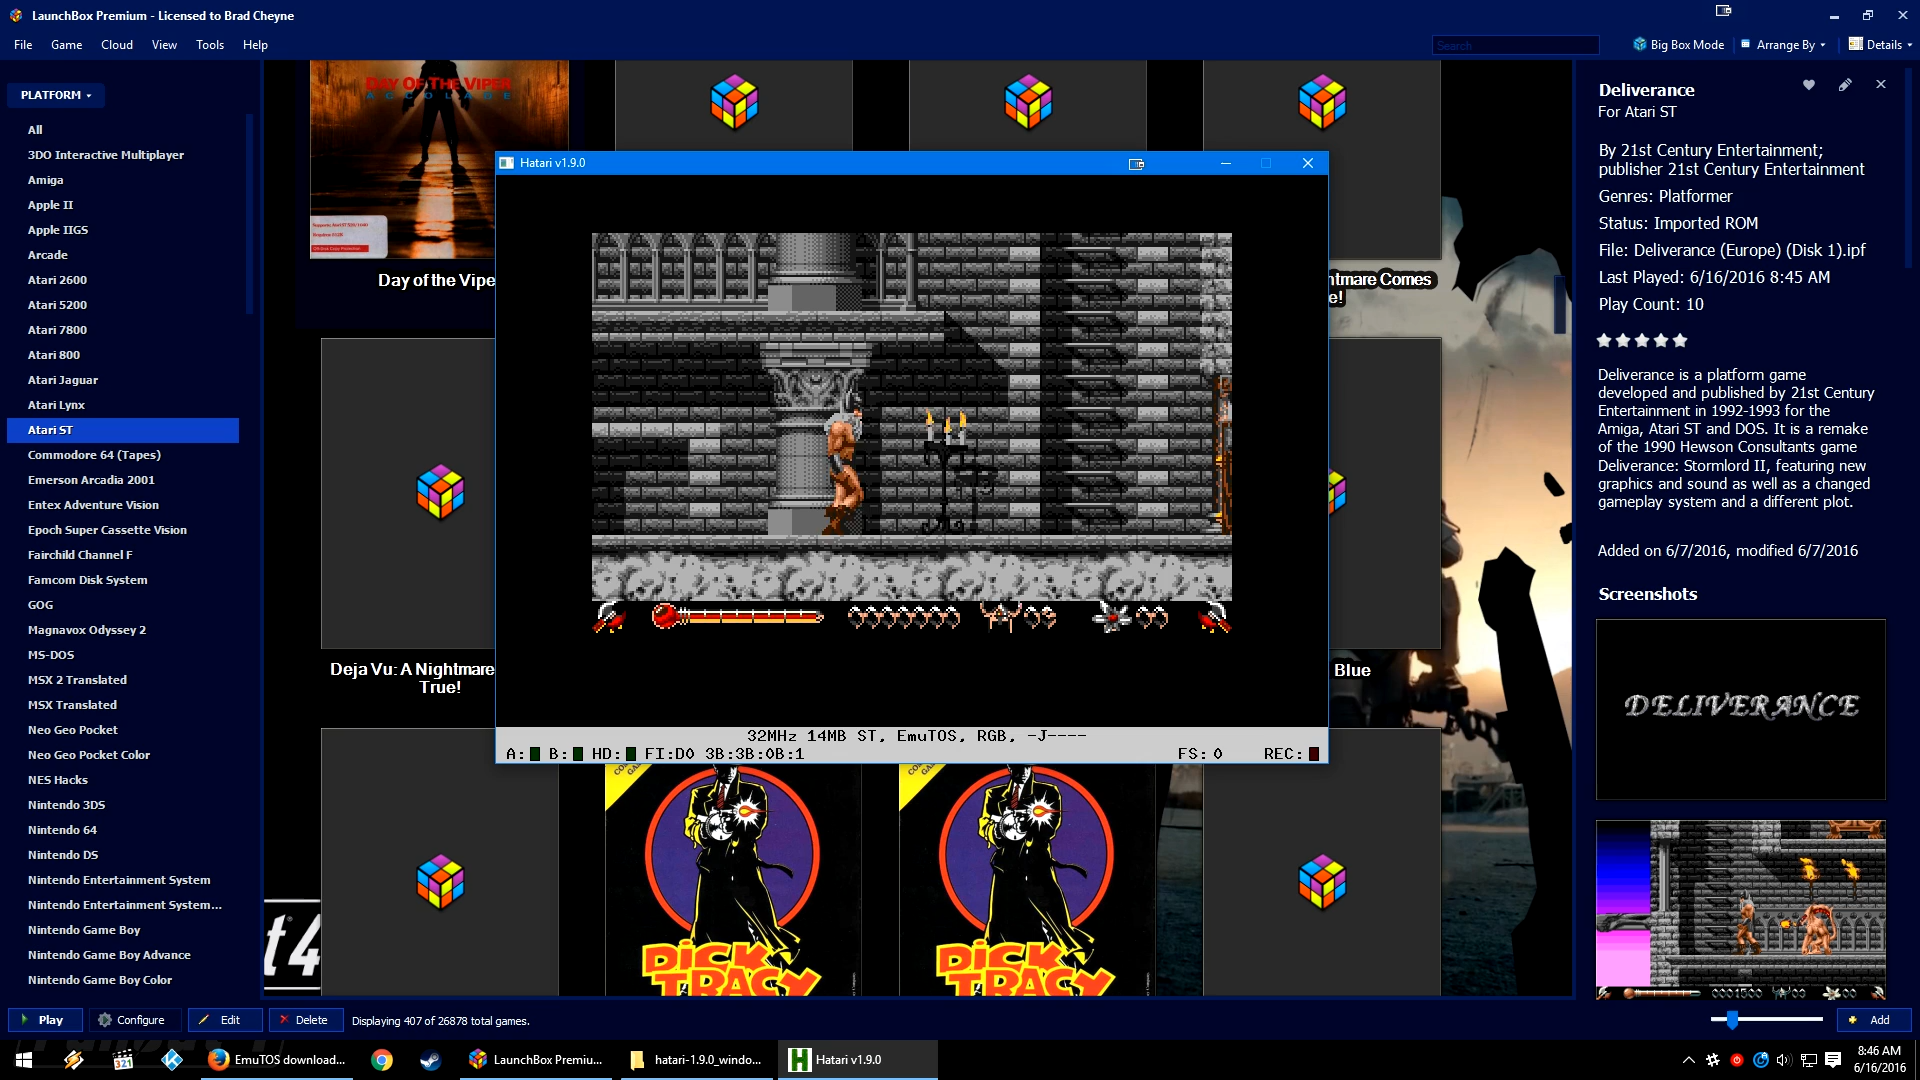 LaunchBox Premium - Licensed to Brad Cheyne
File Game Cloud View Tools Help
Search
Big Box Mode
Arrange By
Details
PLATFORM
All
3DO Interactive Multiplayer
Amiga
Apple II
Apple IIGS
Arcade
Atari 2600
Atari 5200
Atari 7800
Atari 800
Atari Jaguar
Atari Lynx
Atari ST
Commodore 64 (Tapes)
Emerson Arcadia 2001
Entex Adventure Vision
Epoch Super Cassette Vision
Fairchild Channel F
Famcom Disk System
GOG
Magnavox Odyssey 2
MS-DOS
MSX 2 Translated
MSX Translated
Neo Geo Pocket
Neo Geo Pocket Color
NES Hacks
Nintendo 3DS
Nintendo 64
Nintendo DS
Nintendo Entertainment System
Nintendo Entertainment System...
Nintendo Game Boy
Nintendo Game Boy Advance
Nintendo Game Boy Color
DAY OF THE VIPER
ACCOLADE
Day of the Vipe
ntmare Comes
e!
Deja Vu: A Nightmare
True!
Blue
t4
DICK
TRACY
DICK
TRACY
Hatari v1.9.0
32MHz 14MB ST, EmuTOS, RGB, -J----
A: B: HD: FI:D0 3B:3B:0B:1 FS: 0 REC:
Deliverance
For Atari ST
By 21st Century Entertainment;
publisher 21st Century Entertainment
Genres: Platformer
Status: Imported ROM
File: Deliverance (Europe) (Disk 1).ipf
Last Played: 6/16/2016 8:45 AM
Play Count: 10
Deliverance is a platform game
developed and published by 21st Century
Entertainment in 1992-1993 for the
Amiga, Atari ST and DOS. It is a remake
of the 1990 Hewson Consultants game
Deliverance: Stormlord II, featuring new
graphics and sound as well as a changed
gameplay system and a different plot.
Added on 6/7/2016, modified 6/7/2016
Screenshots
DELIVERANCE
Play
Configure
Edit
Delete
Displaying 407 of 26878 total games.
Add
321
EmuTOS download...
LaunchBox Premiu...
hatari-1.9.0_windo...
Hatari v1.9.0
8:46 AM
6/16/2016